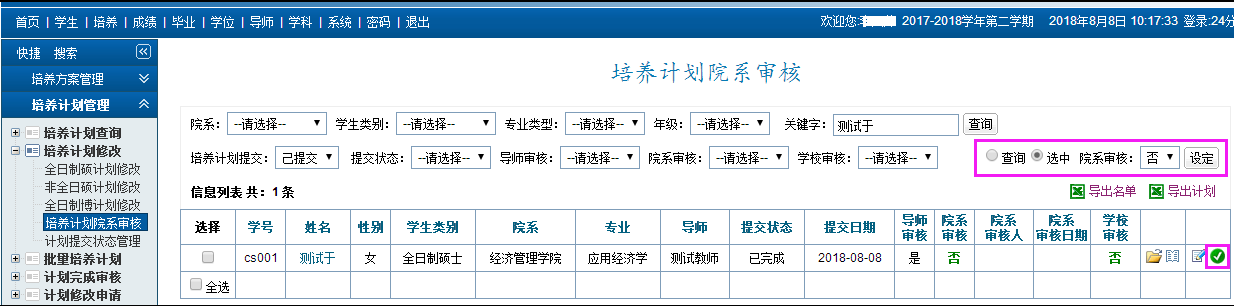 首页 | 学生 | 培养 | 成绩 | 毕业 | 学位 | 导师 | 学科 | 系统 | 密码 | 退出
欢迎您: 2017-2018学年第二学期 2018年8月8日 10:17:33 登录:24分
快捷 搜索
培养方案管理
培养计划管理
培养计划查询
培养计划修改
全日制硕计划修改
非全日硕计划修改
全日制博计划修改
培养计划院系审核
计划提交状态管理
批量培养计划
计划完成审核
计划修改申请
培养计划院系审核
院系: --请选择-- 学生类别: --请选择-- 专业类型: --请选择-- 年级: --请选择-- 关键字: 测试于 查询
培养计划提交: 已提交 提交状态: --请选择-- 导师审核: --请选择-- 院系审核: --请选择-- 学校审核: --请选择-- 查询 选中 院系审核: 否 设定
信息列表 共: 1 条 导出名单 导出计划
选择 学号 姓名 性别 学生类别 院系 专业 导师 提交状态 提交日期 导师审核 院系审核 院系审核人 院系审核日期 学校审核
cs001 测试于 女 全日制硕士 经济管理学院 应用经济学 测试教师 已完成 2018-08-08 是 否 否
全选